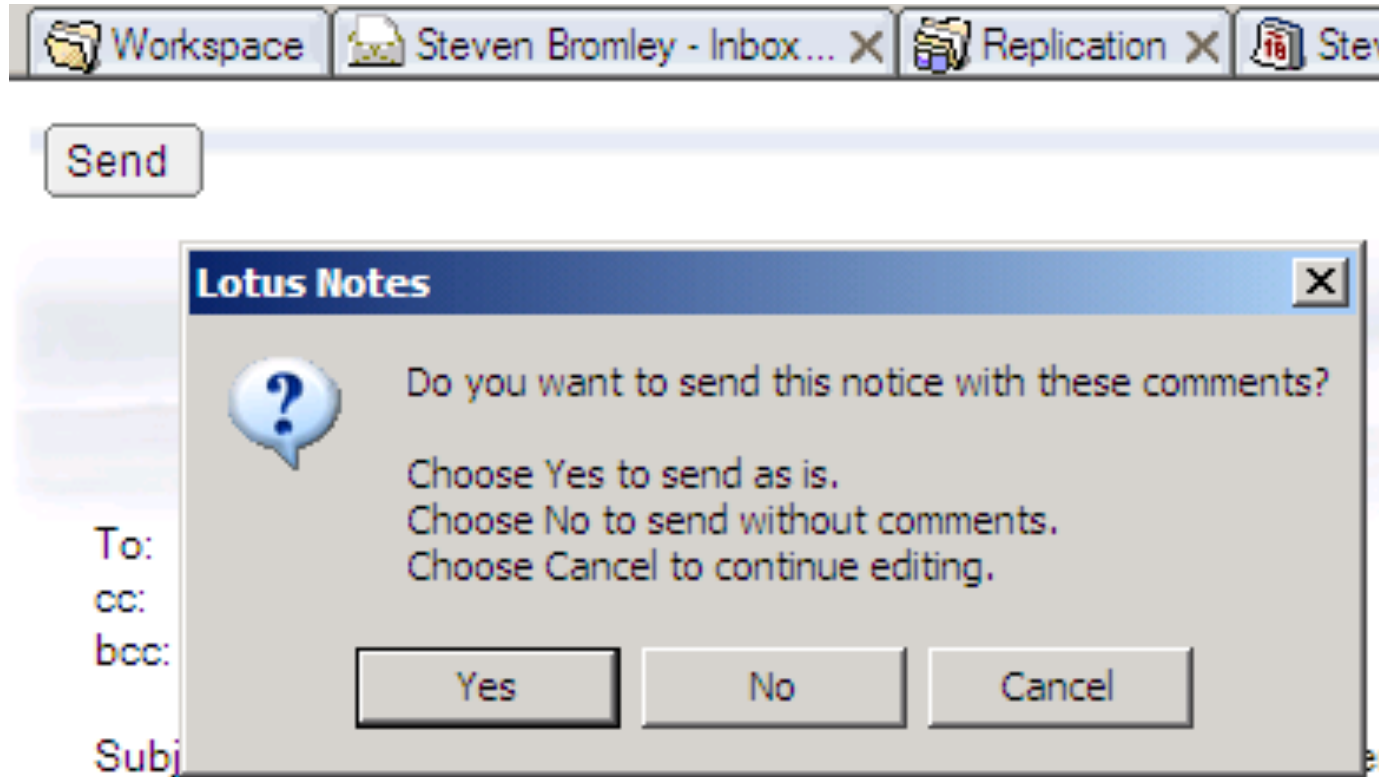 Workspace Steven Bromley - Inbox... Replication
Send
Lotus Notes
Do you want to send this notice with these comments?
Choose Yes to send as is.
Choose No to send without comments.
Choose Cancel to continue editing.
To:
cc:
bcc:
Yes No Cancel